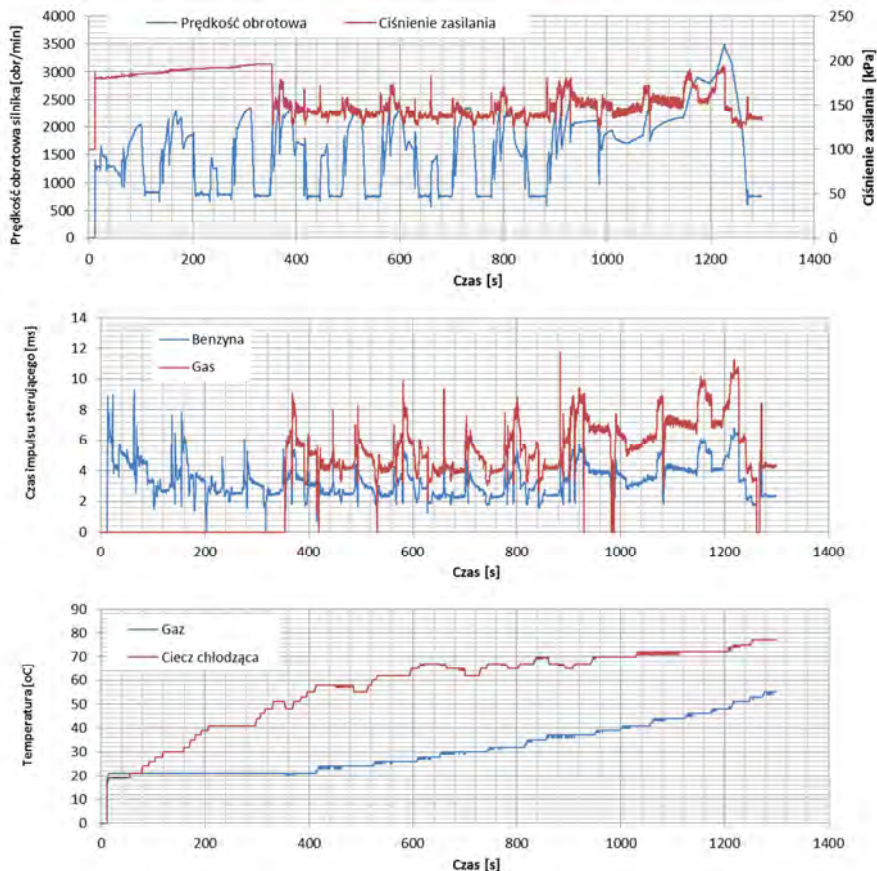 Prędkość obrotowa
Ciśnienie zasilania
Prędkość obrotowa silnika [obr/min]
4000
3500
3000
2500
2000
1500
1000
500
0
250
200
150
100
50
0
Ciśnienie zasilania [kPa]
0 200 400 600 800 1000 1200 1400
Czas [s]
Benzyna
Gas
Czas impulsu sterującego [ms]
14
12
10
8
6
4
2
0
0 200 400 600 800 1000 1200 1400
Czas [s]
Gaz
Ciecz chłodząca
Temperatura [oC]
90
80
70
60
50
40
30
20
10
0
0 200 400 600 800 1000 1200 1400
Czas [s]